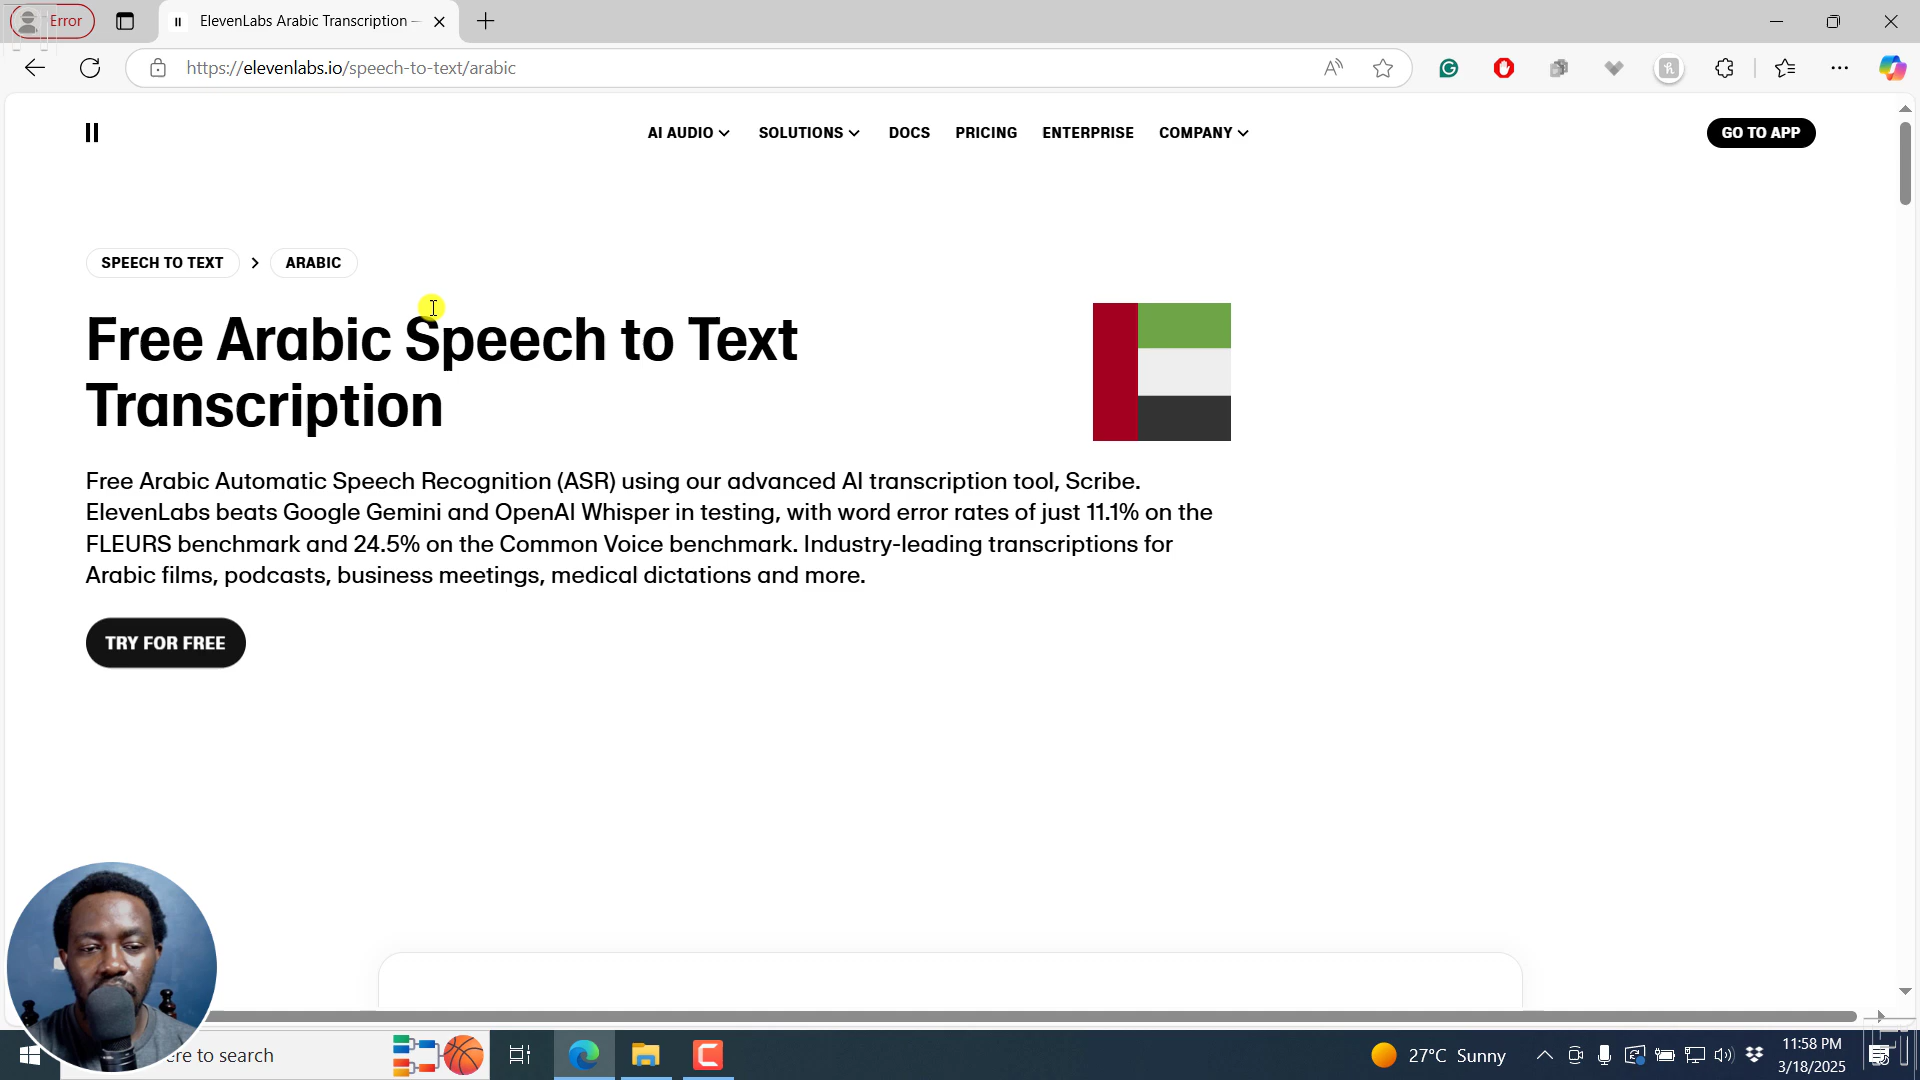 Error
ElevenLabs Arabic Transcription –
https://elevenlabs.io/speech-to-text/arabic
AI AUDIO
SOLUTIONS
DOCS
PRICING
ENTERPRISE
COMPANY
GO TO APP
SPEECH TO TEXT
ARABIC
Free Arabic Speech to Text
Transcription
Free Arabic Automatic Speech Recognition (ASR) using our advanced AI transcription tool, Scribe.
ElevenLabs beats Google Gemini and OpenAI Whisper in testing, with word error rates of just 11.1% on the
FLEURS benchmark and 24.5% on the Common Voice benchmark. Industry-leading transcriptions for
Arabic films, podcasts, business meetings, medical dictations and more.
TRY FOR FREE
to search
27°C Sunny
11:58 PM
3/18/2025